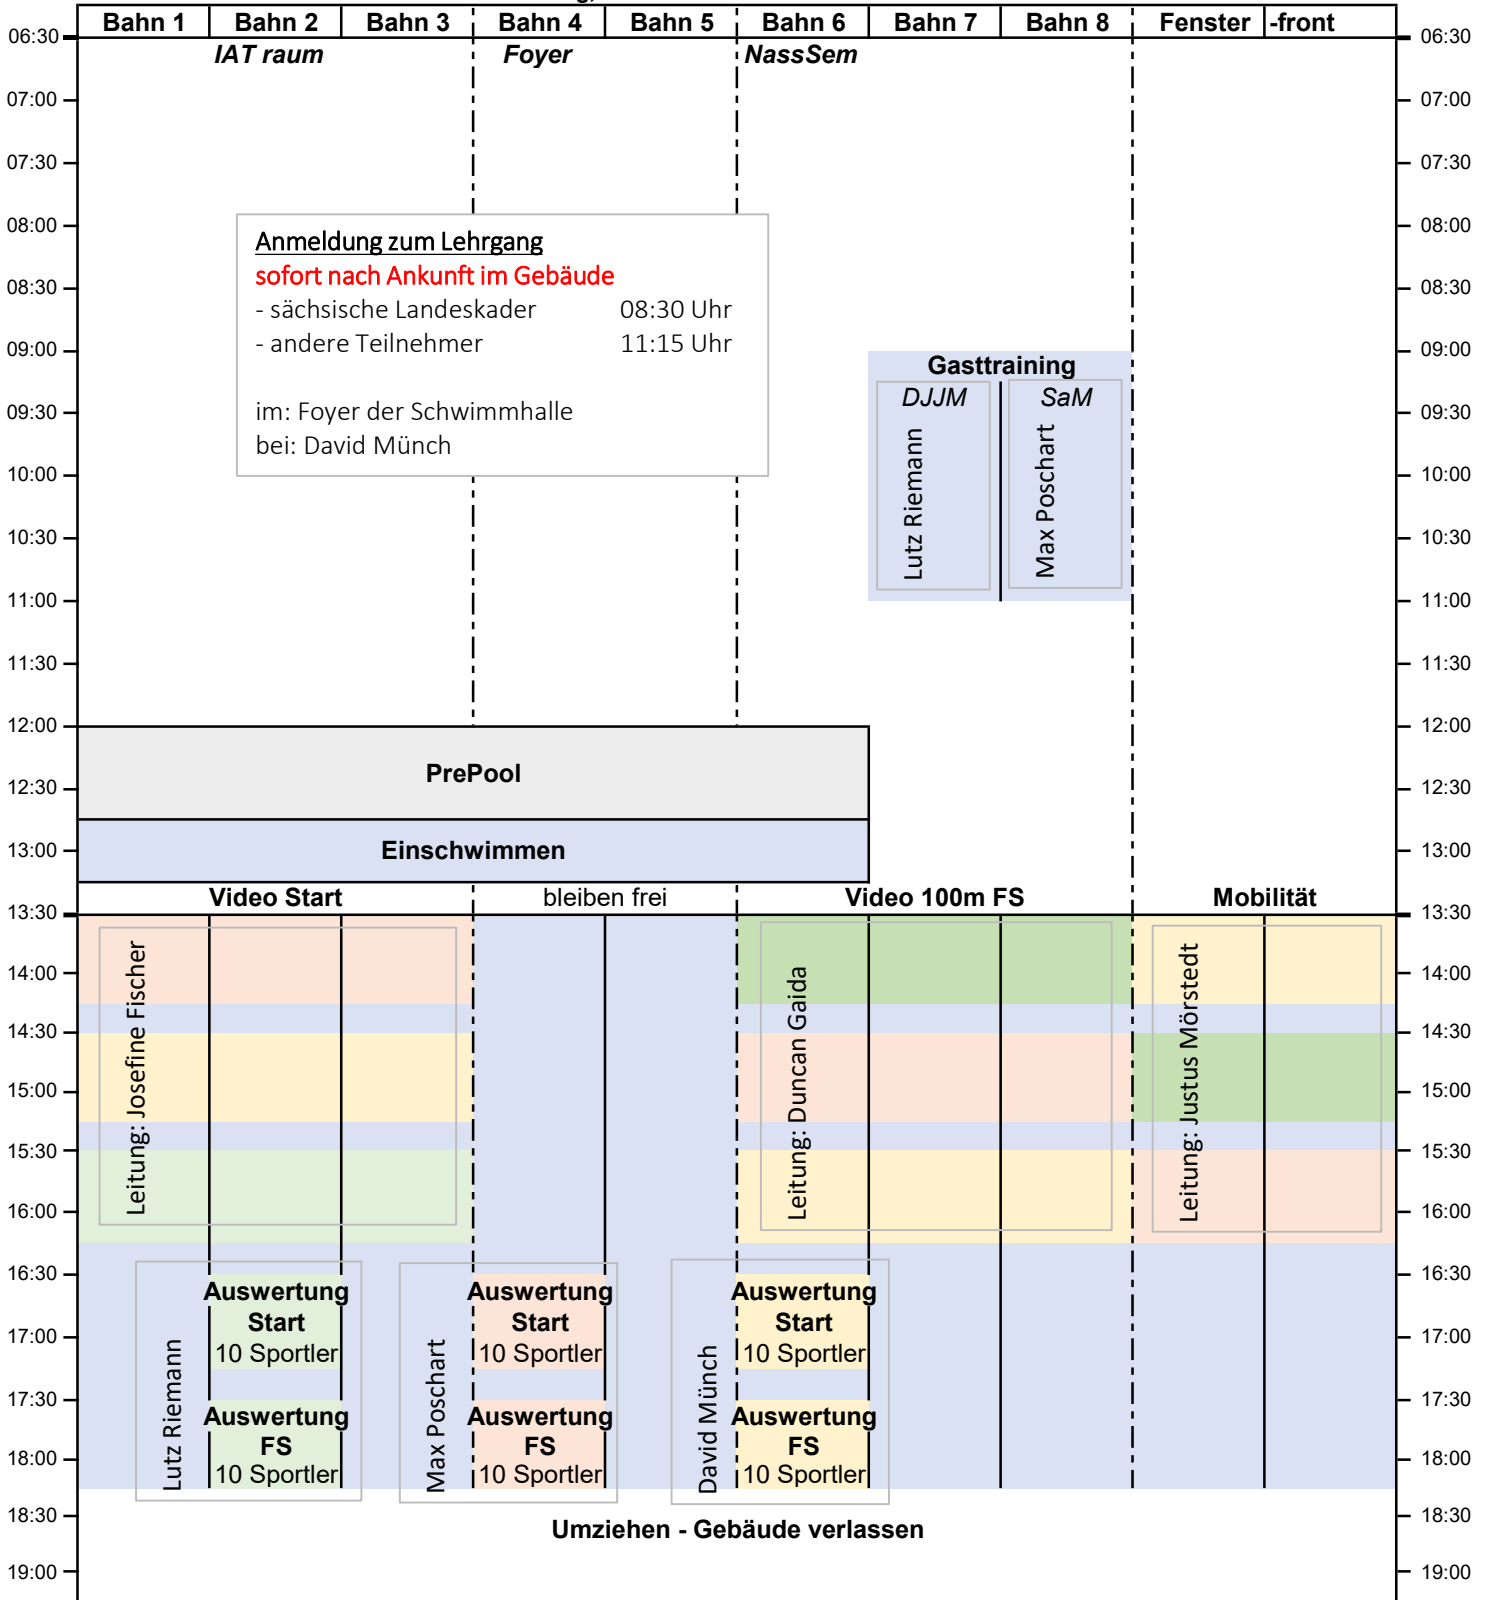 Bahn 1 Bahn 2 Bahn 3 Bahn 4 Bahn 5 Bahn 6 Bahn 7 Bahn 8 Fenster -front
06:30 06:30
IAT raum Foyer NassSem
07:00 07:00
07:30 07:30
08:00 08:00
Anmeldung zum Lehrgang
sofort nach Ankunft im Gebäude
08:30 08:30
- sächsische Landeskader 08:30 Uhr
- andere Teilnehmer 11:15 Uhr
09:00 09:00
Gasttraining
DJJM SaM
09:30 09:30
im: Foyer der Schwimmhalle
bei: David Münch
Lutz Riemann
Max Poschart
10:00 10:00
10:30 10:30
11:00 11:00
11:30 11:30
12:00 12:00
PrePool
12:30 12:30
13:00 Einschwimmen 13:00
Video Start bleiben frei Video 100m FS Mobilität
13:30 13:30
Leitung: Josefine Fischer
Leitung: Duncan Gaida
Leitung: Justus Mörstedt
14:00 14:00
14:30 14:30
15:00 15:00
15:30 15:30
16:00 16:00
16:30 16:30
Auswertung Auswertung Auswertung
Start Start Start
17:00 17:00
10 Sportler 10 Sportler 10 Sportler
Lutz Riemann
Max Poschart
David Münch
17:30 17:30
Auswertung Auswertung Auswertung
FS FS FS
18:00 18:00
10 Sportler 10 Sportler 10 Sportler
18:30 18:30
Umziehen - Gebäude verlassen
19:00 19:00